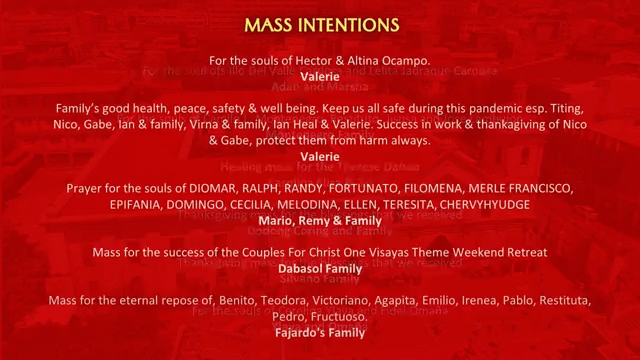 MASS INTENTIONS
For the souls of Hector & Altina Ocampo.
Valerie
Family's good health, peace, safety & well being. Keep us all safe during this pandemic esp. Titing,
Nico, Gabe, Ian & family, Virna & family, Ian Heal & Valerie. Success in work & thankagiving of Nico
& Gabe, protect them from harm always.
Valerie
Prayer for the souls of DIOMAR, RALPH, RANDY, FORTUNATO, FILOMENA, MERLE FRANCISCO,
EPIFANIA, DOMINGO, CECILIA, MELODINA, ELLEN, TERESITA, CHERVYHYUDGE
Mario, Remy & Family
Mass for the success of the Couples For Christ One Visayas Theme Weekend Retreat
Dabasol Family
Mass for the eternal repose of, Benito, Teodora, Victoriano, Agapita, Emilio, Irenea, Pablo, Restituta,
Pedro, Fructuoso.
Fajardo's Family